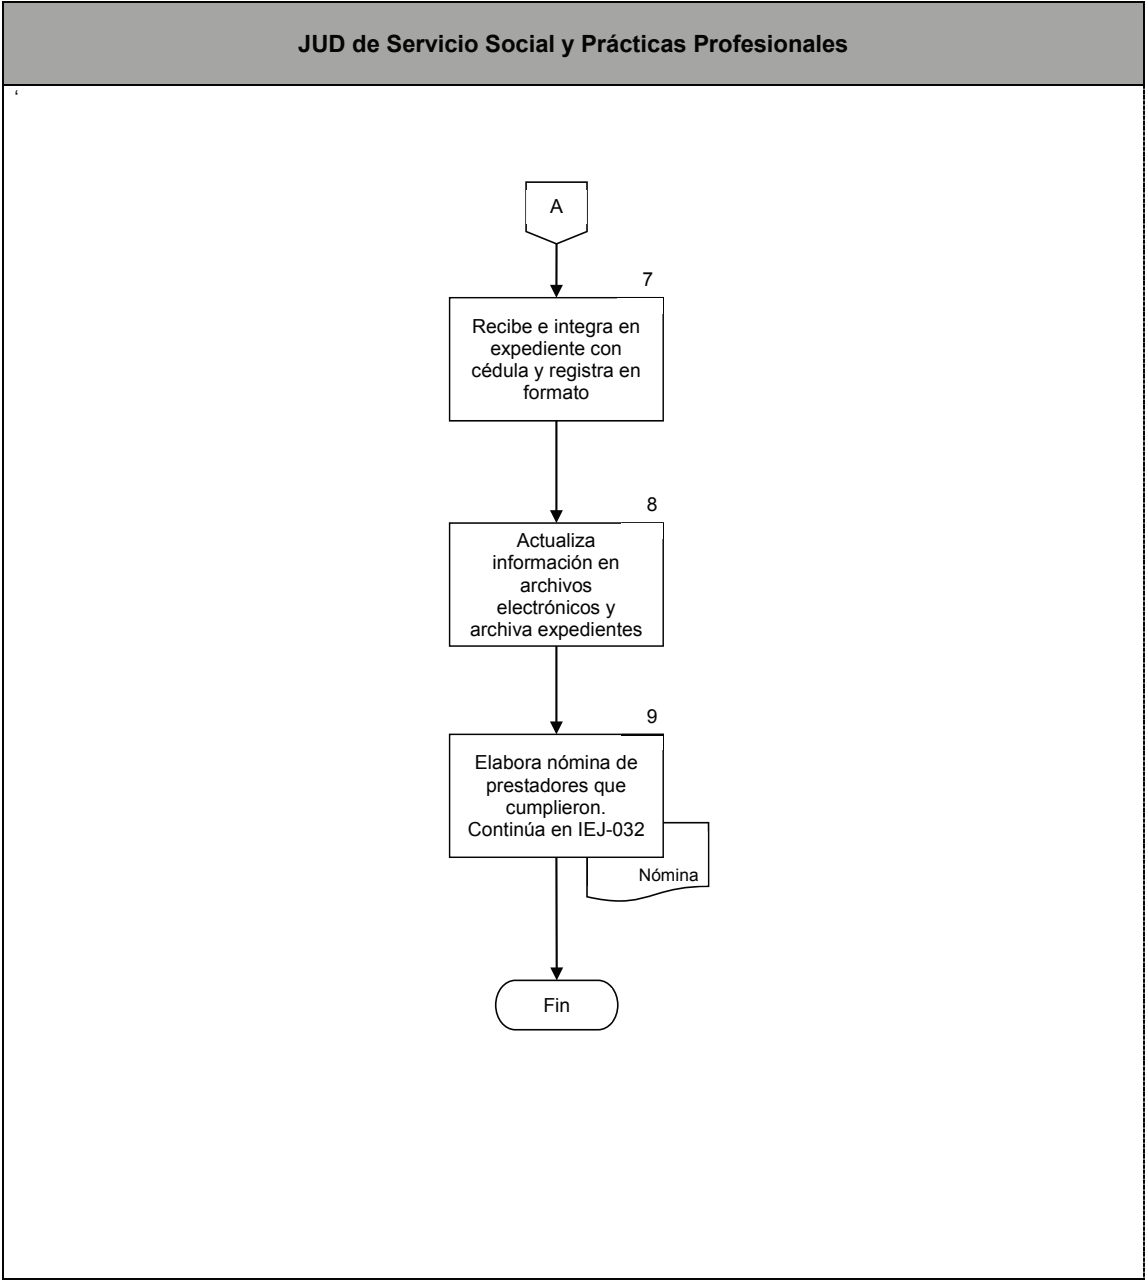 JUD de Servicio Social y Prácticas Profesionales
‘
A
7
Recibe e integra en
expediente con
cédula y registra en
formato
8
Actualiza
información en
archivos
electrónicos y
archiva expedientes
9
Elabora nómina de
prestadores que
cumplieron.
Continúa en IEJ-032
Nómina
Fin